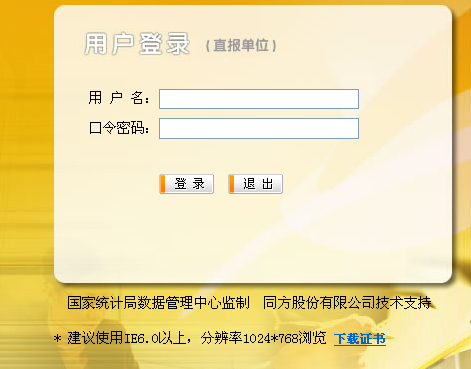 用户登录 (直报单位)
用 户 名:
口令密码:
登 录 退 出
国家统计局数据管理中心监制 同方股份有限公司技术支持
* 建议使用IE6.0以上，分辨率1024*768浏览 下载证书